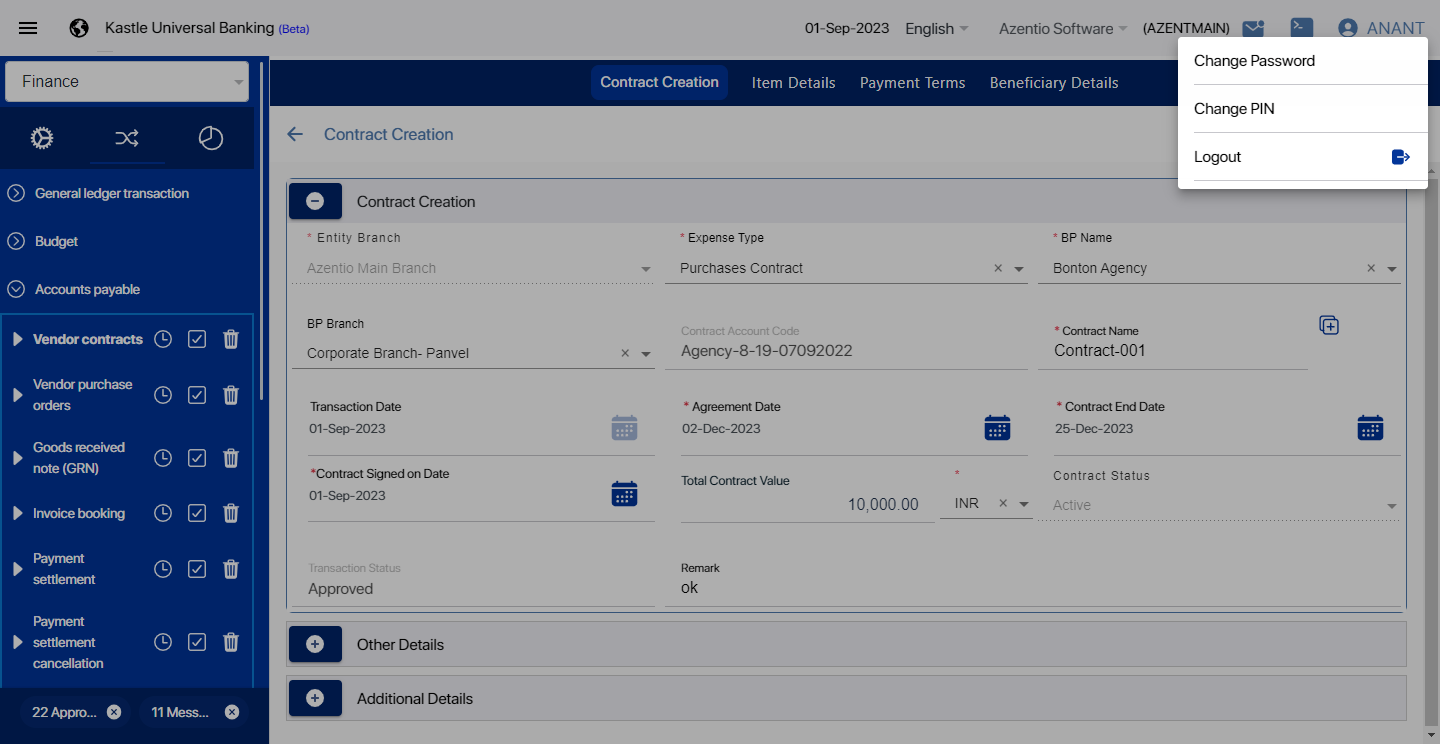 Kastle Universal Banking (Beta)
01-Sep-2023
English
Azentio Software
(AZENTMAIN)
ANANT
Change Password
Change PIN
Logout
Finance
Contract Creation
Item Details
Payment Terms
Beneficiary Details
Contract Creation
General ledger transaction
Budget
Accounts payable
Vendor contracts
Vendor purchase
orders
Goods received
note (GRN)
Invoice booking
Payment
settlement
Payment
settlement
cancellation
22 Appro...
11 Mess...
Contract Creation
* Entity Branch
Azentio Main Branch
* Expense Type
Purchases Contract
* BP Name
Bonton Agency
BP Branch
Corporate Branch- Panvel
Contract Account Code
Agency-8-19-07092022
* Contract Name
Contract-001
Transaction Date
01-Sep-2023
* Agreement Date
02-Dec-2023
* Contract End Date
25-Dec-2023
*Contract Signed on Date
01-Sep-2023
Total Contract Value
10,000.00
*
INR
Contract Status
Active
Transaction Status
Approved
Remark
ok
Other Details
Additional Details